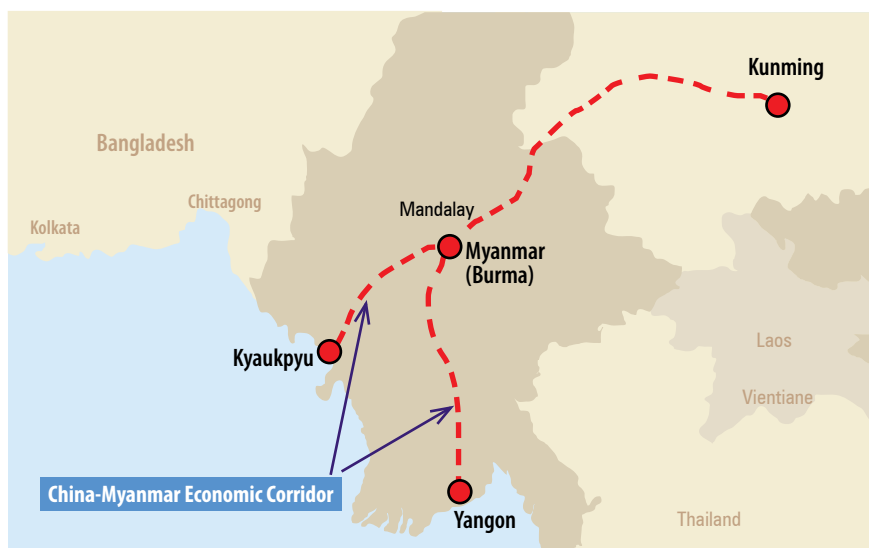 Kunming
Bangladesh
Chittagong
Kolkata
Mandalay
Myanmar
(Burma)
Laos
Kyaukpyu
Vientiane
China-Myanmar Economic Corridor
Yangon
Thailand